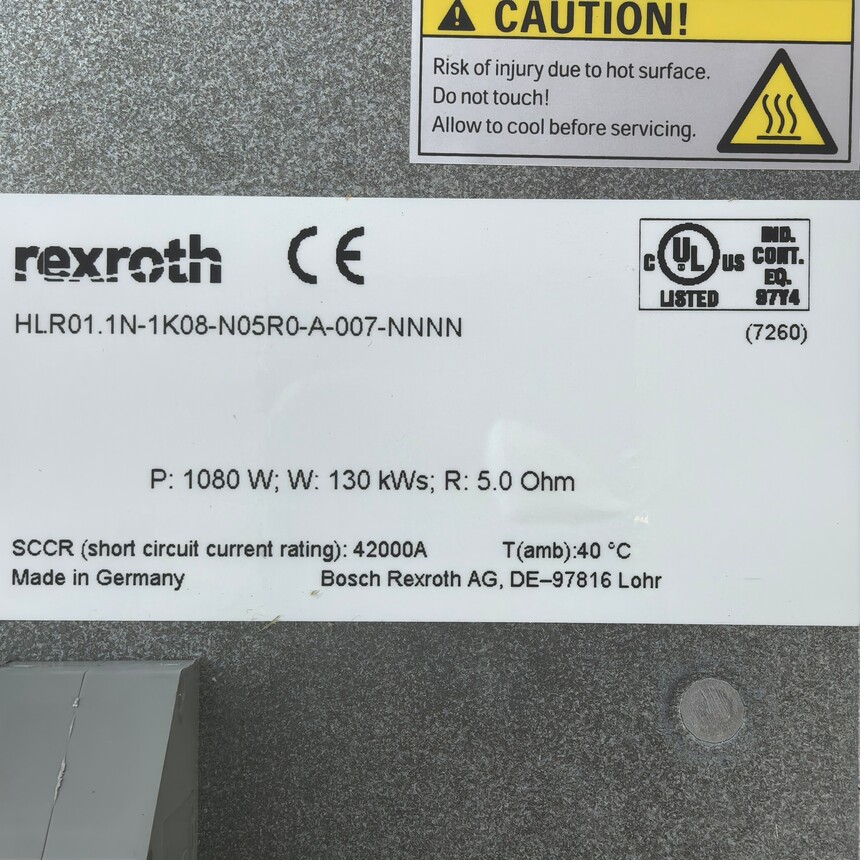 CAUTION!
Risk of injury due to hot surface.
Do not touch!
Allow to cool before servicing.
rexroth CE
C UL US LISTED
IND.
CONT.
EQ.
97Y4
HLR01.1N-1K08-N05R0-A-007-NNNN
(7260)
P: 1080 W; W: 130 kWs; R: 5.0 Ohm
SCCR (short circuit current rating): 42000A T(amb):40 °C
Made in Germany Bosch Rexroth AG, DE–97816 Lohr